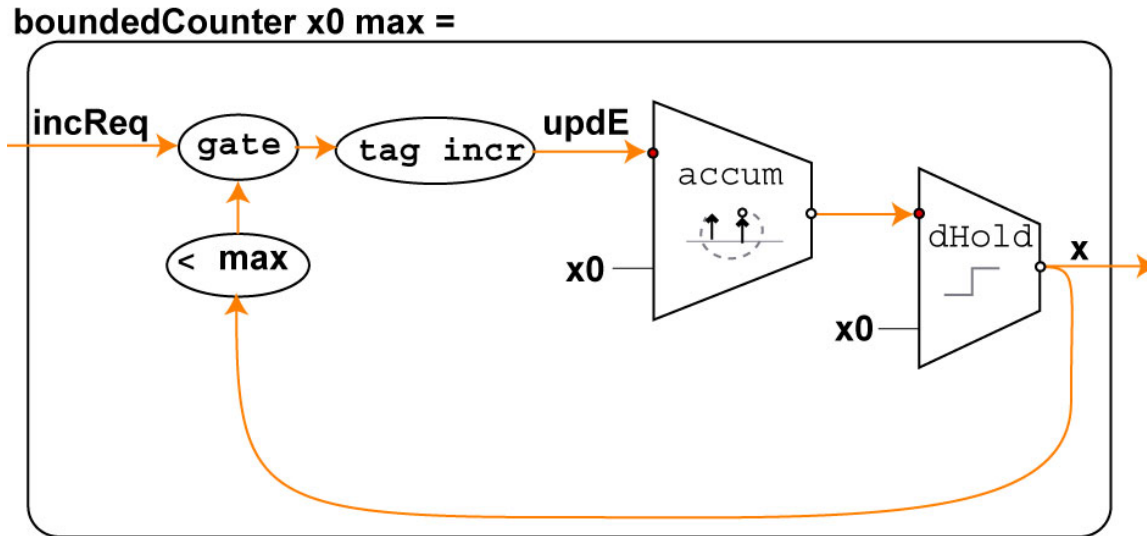 boundedCounter x0 max =
incReq
gate
tag incr
updE
accum
dHold
x
< max
x0
x0